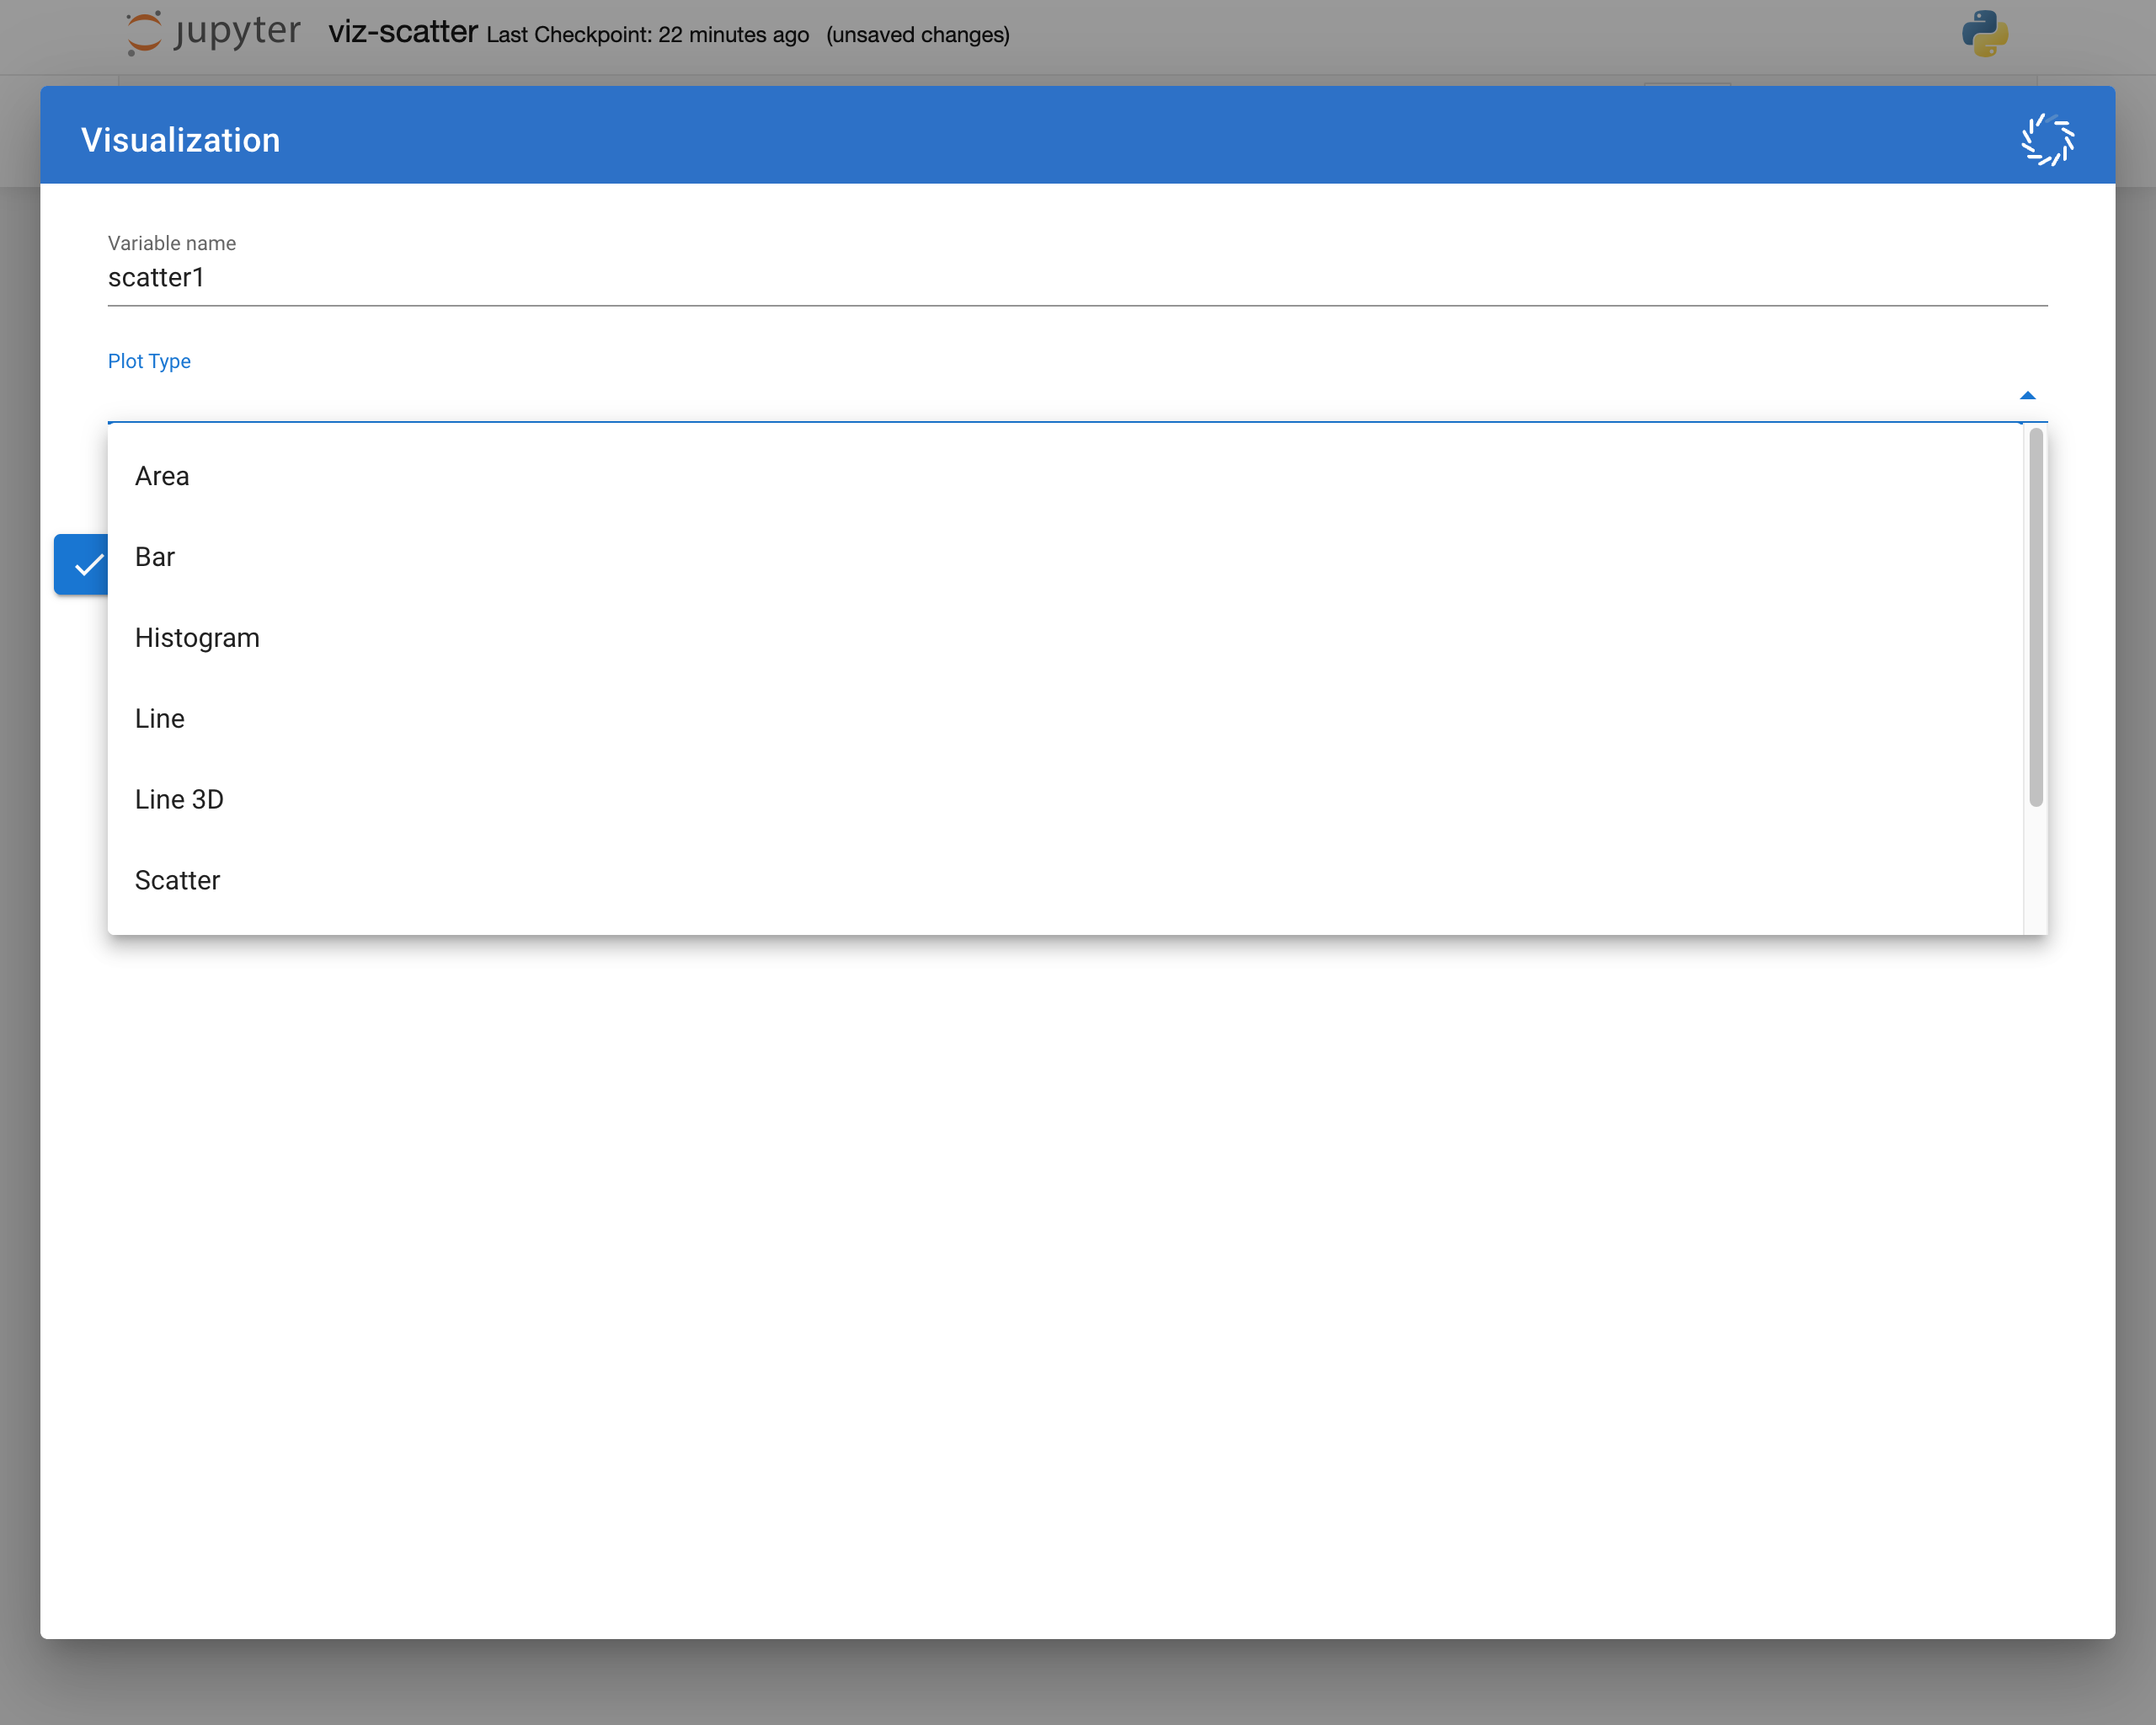 jupyter viz-scatter Last Checkpoint: 22 minutes ago (unsaved changes)
Visualization
Variable name
scatter1
Plot Type
Area
Bar
Histogram
Line
Line 3D
Scatter